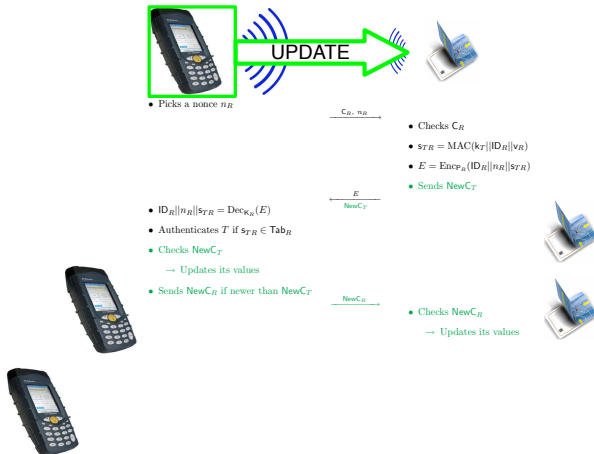 UPDATE
• Picks a nonce n_R
C_R, n_R
• Checks C_R
• s_TR = MAC(k_T||ID_R||v_R)
• E = Enc_P_R(ID_R||n_R||s_TR)
• Sends NewC_T
E
NewC_T
• ID_R||n_R||s_TR = Dec_K_R(E)
• Authenticates T if s_TR ∈ Tab_R
• Checks NewC_T
→ Updates its values
• Sends NewC_R if newer than NewC_T
NewC_R
• Checks NewC_R
→ Updates its values